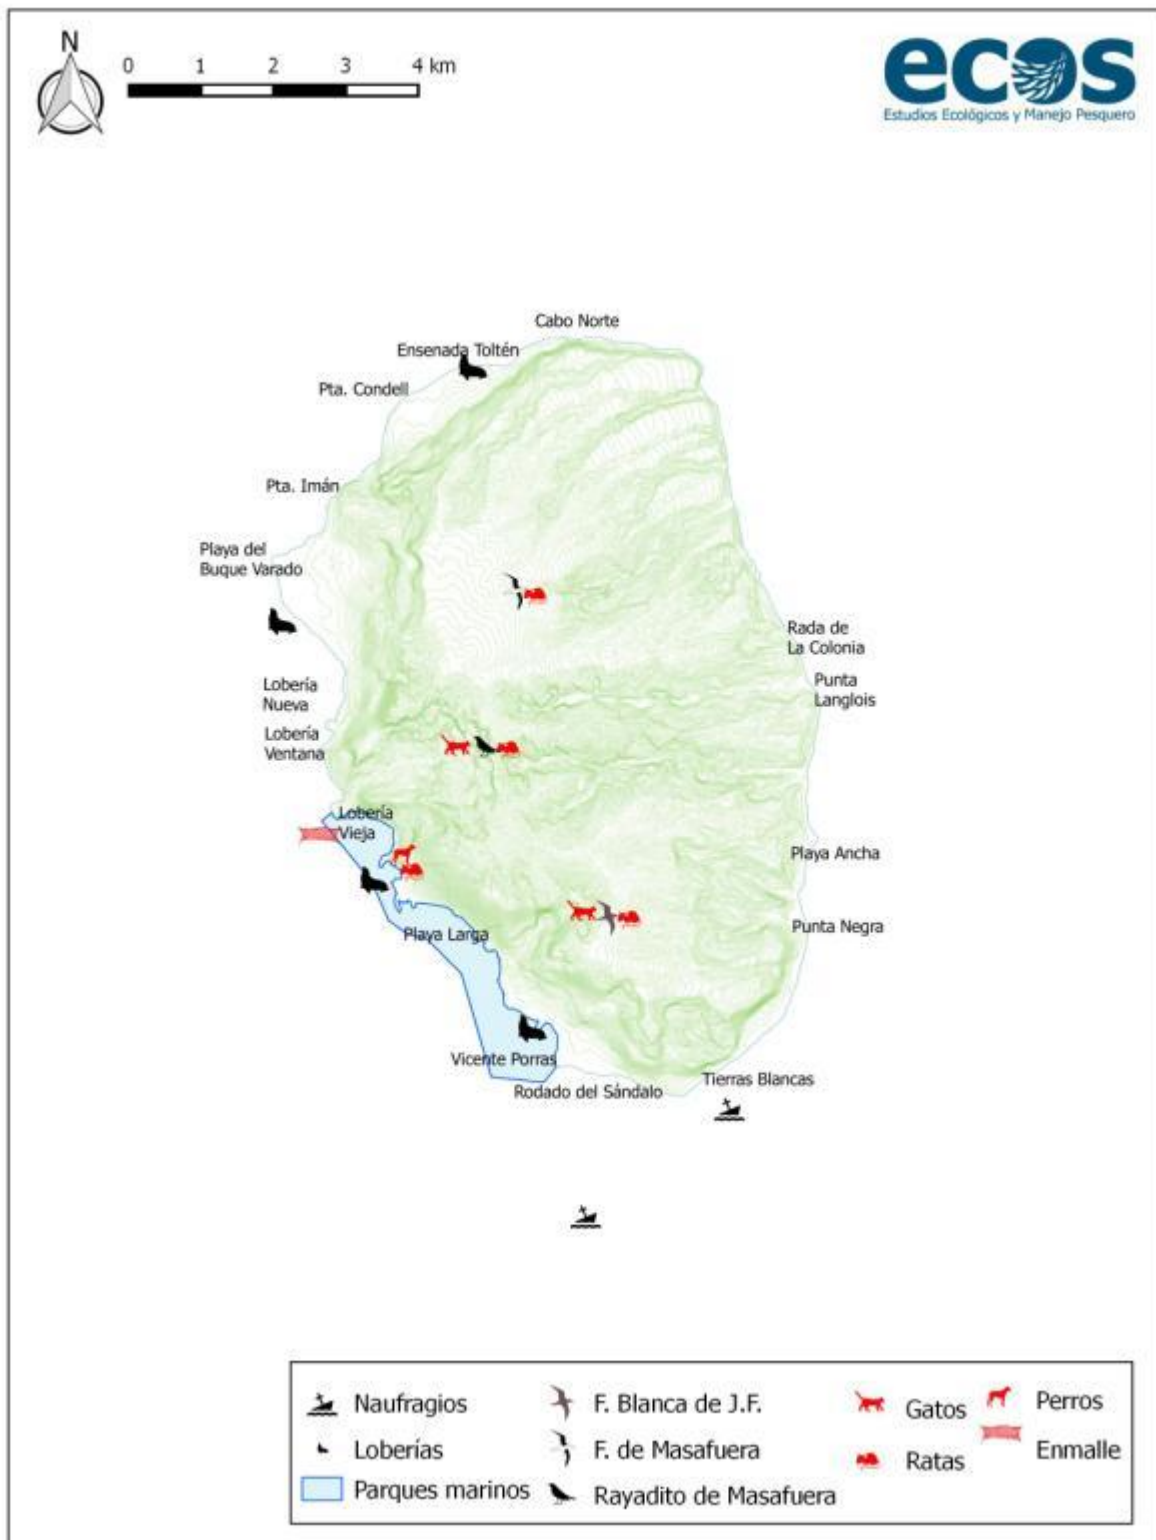 N
0 1 2 3 4 km
ecos
Estudios Ecológicos y Manejo Pesquero
Cabo Norte
Ensenada Toltén
Pta. Condell
Pta. Imán
Playa del
Buque Varado
Rada de
La Colonia
Punta
Langlois
Lobería
Nueva
Lobería
Ventana
Lobería
Vieja
Playa Ancha
Punta Negra
Playa Larga
Vicente Porras
Tierras Blancas
Rodado del Sándalo
Naufragios
Loberías
Parques marinos
F. Blanca de J.F.
F. de Masafuera
Rayadito de Masafuera
Gatos
Ratas
Perros
Enmalle